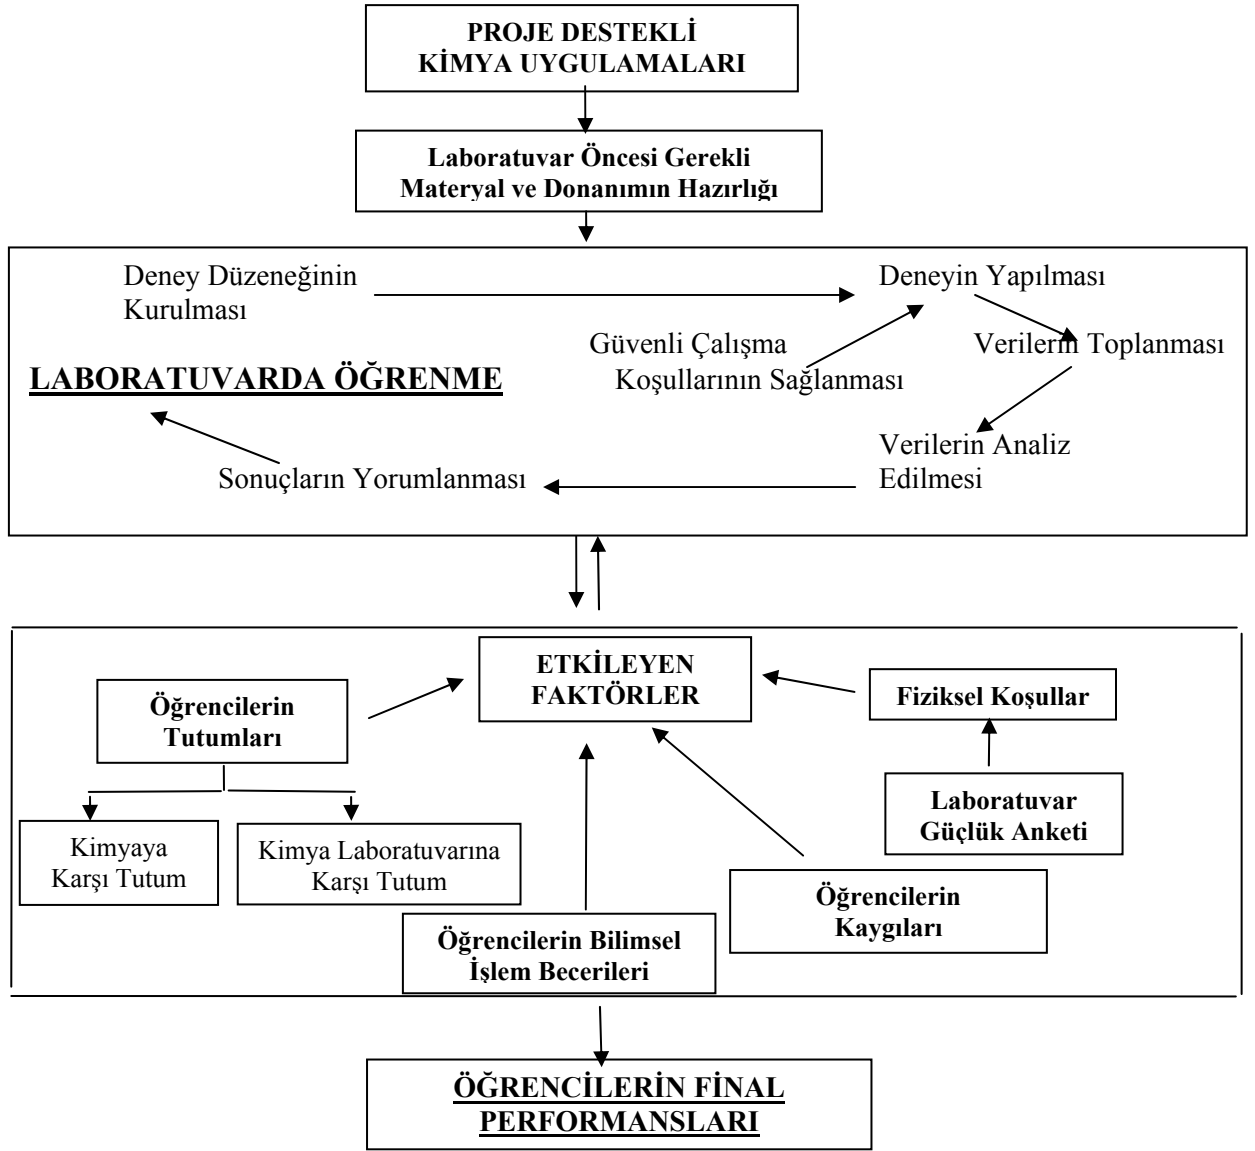 PROJE DESTEKLİ
KİMYA UYGULAMALARI
Laboratuvar Öncesi Gerekli
Materyal ve Donanımın Hazırlığı
Deney Düzeneğinin
Kurulması
Deneyin Yapılması
Güvenli Çalışma
Koşullarının Sağlanması
Verilerin Toplanması
LABORATUVARDA ÖĞRENME
Verilerin Analiz
Edilmesi
Sonuçların Yorumlanması
ETKİLEYEN
FAKTÖRLER
Öğrencilerin
Tutumları
Fiziksel Koşullar
Laboratuvar
Güçlük Anketi
Kimyaya
Karşı Tutum
Kimya Laboratuvarına
Karşı Tutum
Öğrencilerin
Kaygıları
Öğrencilerin Bilimsel
İşlem Becerileri
ÖĞRENCİLERİN FİNAL
PERFORMANSLARI